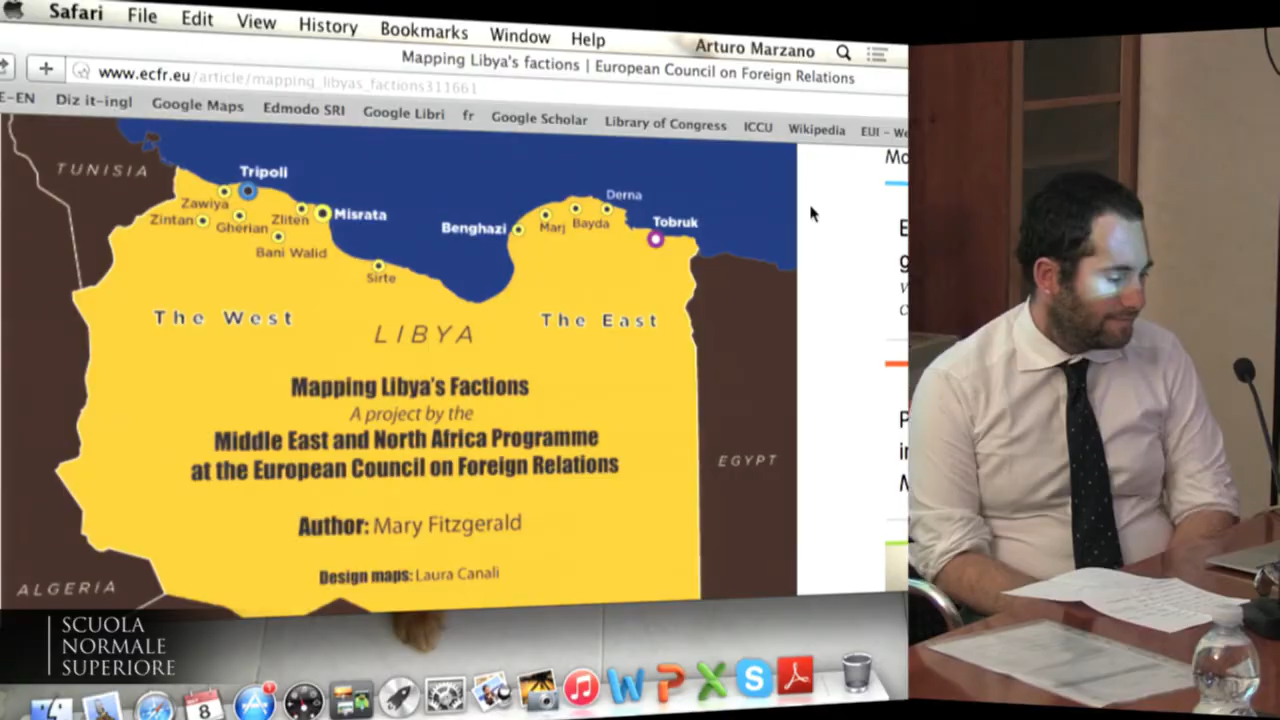 Safari File Edit View History Bookmarks Window Help Arturo Marzano
Mapping Libya's factions | European Council on Foreign Relations
www.ecfr.eu/article/mapping_libyas_factions311661
E-EN Diz it-ingl Google Maps Edmodo SRI Google Libri fr Google Scholar Library of Congress ICCU Wikipedia EUI - We
Mo
TUNISIA
Tripoli
Zawiya
Zintan
Gherian
Zliten
Misrata
Bani Walid
Sirte
Benghazi
Marj
Bayda
Derna
Tobruk
The West
LIBYA
The East
Mapping Libya's Factions
A project by the
Middle East and North Africa Programme
at the European Council on Foreign Relations
Author: Mary Fitzgerald
Design maps: Laura Canali
EGYPT
ALGERIA
SCUOLA
NORMALE
SUPERIORE
8